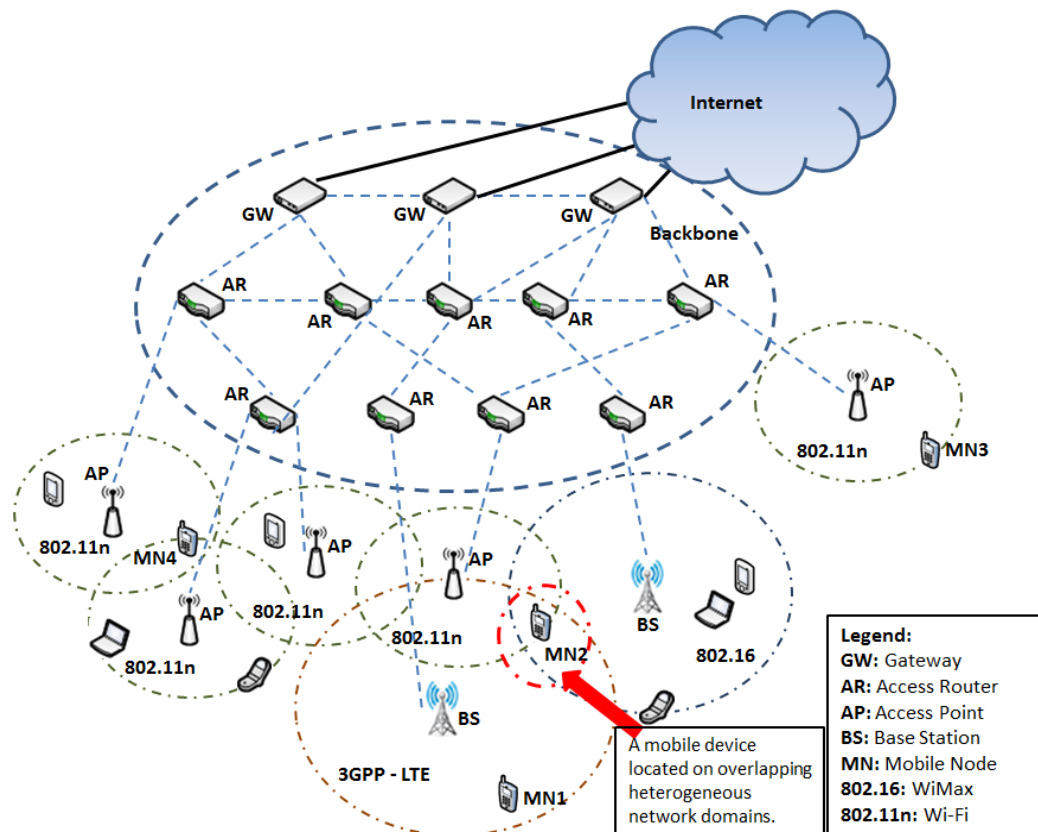 Internet
GW
GW
GW
Backbone
AR
AR
AR
AR
AR
AR
AR
AR
AR
AP
802.11n
MN3
AP
802.11n
MN4
AP
802.11n
AP
802.11n
AP
802.11n
MN2
BS
802.16
BS
3GPP - LTE
MN1
A mobile device
located on overlapping
heterogeneous
network domains.
Legend:
GW: Gateway
AR: Access Router
AP: Access Point
BS: Base Station
MN: Mobile Node
802.16: WiMax
802.11n: Wi-Fi